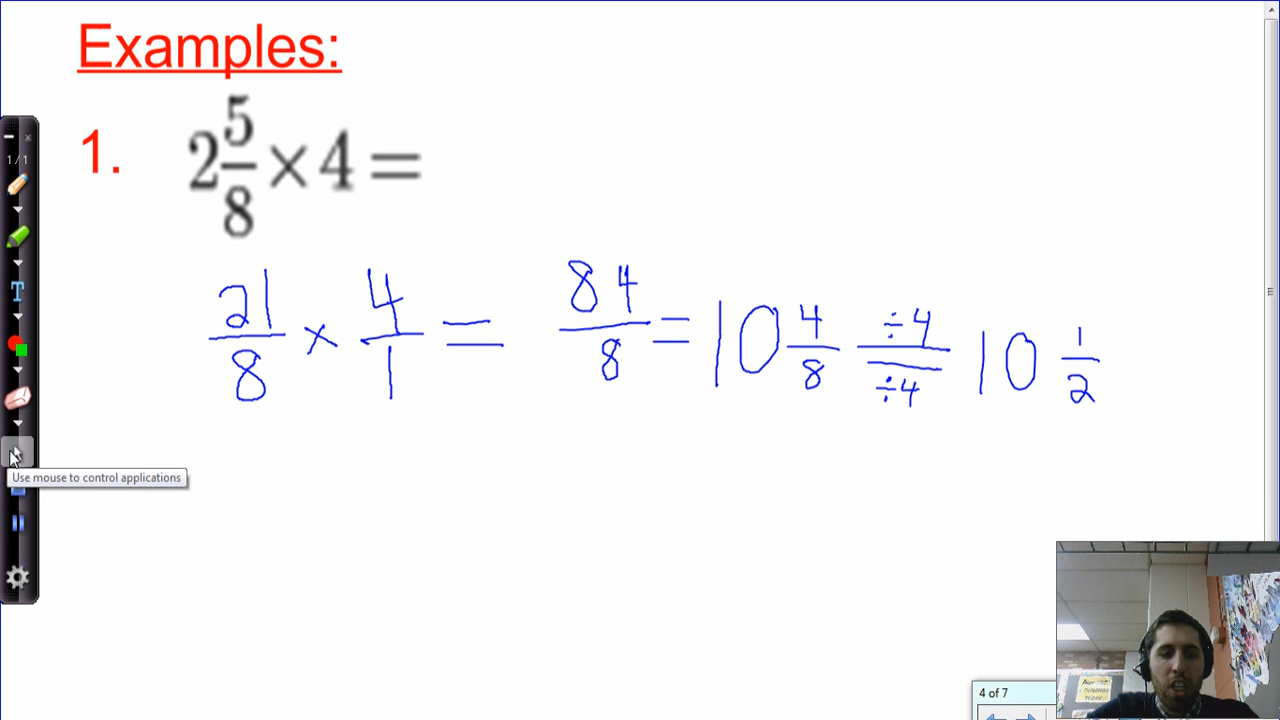 Examples:
1. 2 5/8 × 4 =
21/8 × 4/1 = 84/8 = 10 4/8 ÷4/÷4 = 10 1/2
1 / 1
T
Use mouse to control applications
4 of 7